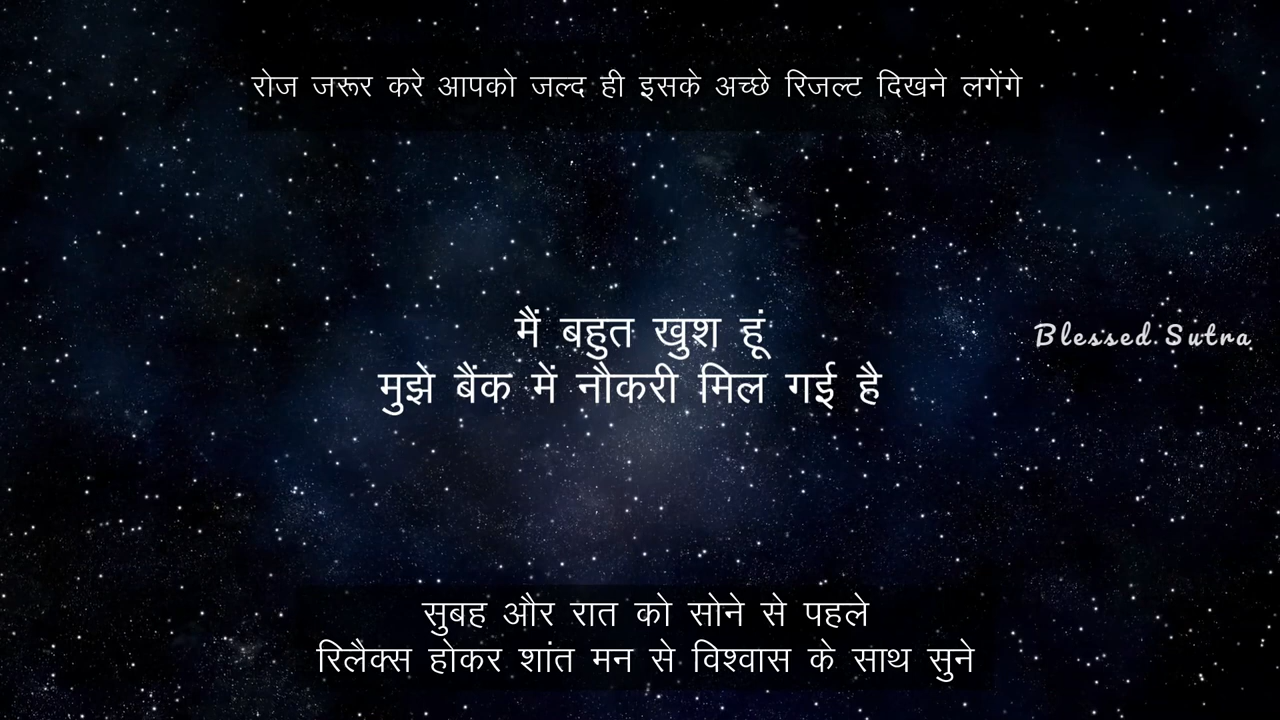 रोज जरूर करे आपको जल्द ही इसके अच्छे रिजल्ट दिखने लगेंगे
मैं बहुत खुश हूं
Blessed Sutra
मुझे बैंक में नौकरी मिल गई है
सुबह और रात को सोने से पहले
रिलैक्स होकर शांत मन से विश्वास के साथ सुने